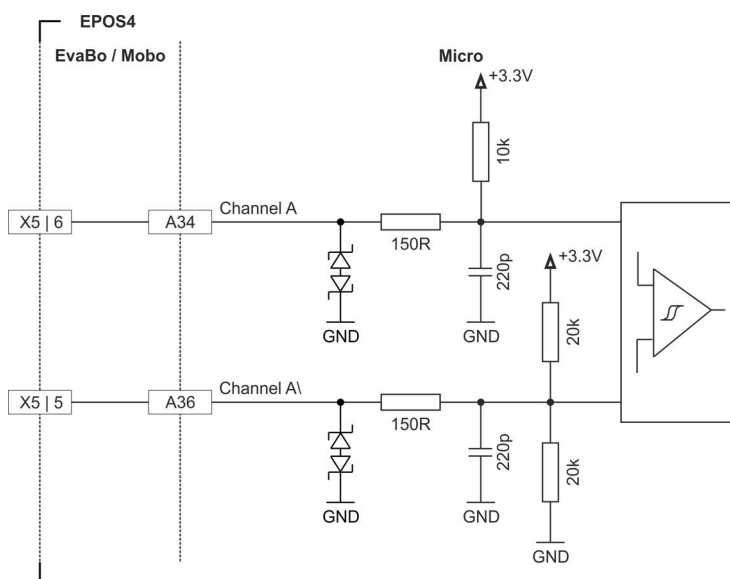 EPOS4
EvaBo / Mobo
Micro
+3.3V
10k
X5 | 6
A34
Channel A
150R
220p
GND
GND
+3.3V
20k
X5 | 5
A36
Channel A\
150R
220p
20k
GND
GND
GND